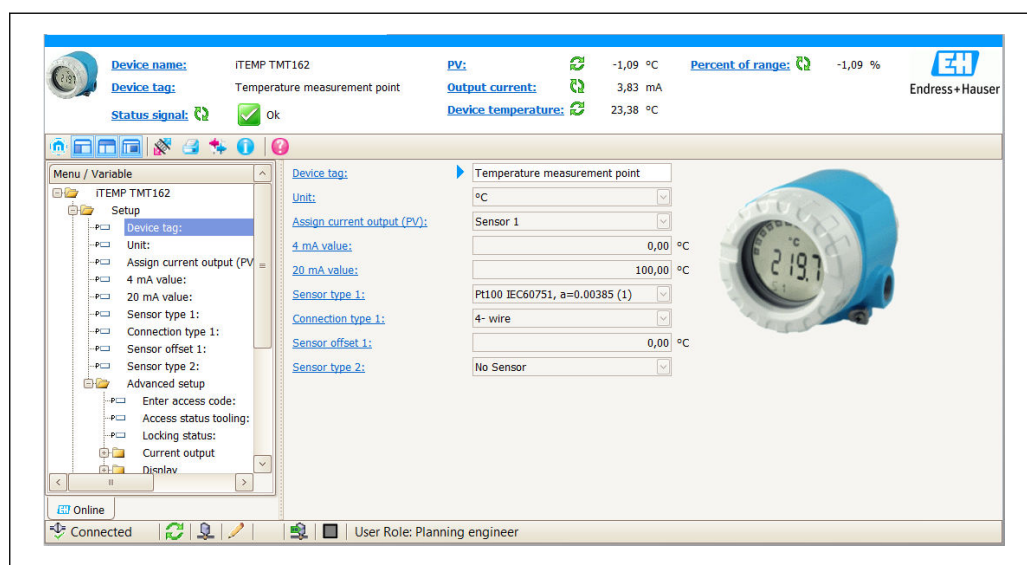 Device name: iTEMP TMT162 PV: -1,09 °C Percent of range: -1,09 %
Device tag: Temperature measurement point Output current: 3,83 mA
Status signal: Ok Device temperature: 23,38 °C
EH
Endress+Hauser
Menu / Variable
iTEMP TMT162
Setup
Device tag:
Unit:
Assign current output (PV
4 mA value:
20 mA value:
Sensor type 1:
Connection type 1:
Sensor offset 1:
Sensor type 2:
Advanced setup
Enter access code:
Access status tooling:
Locking status:
Current output
Display
Device tag: Temperature measurement point
Unit: °C
Assign current output (PV): Sensor 1
4 mA value: 0,00 °C
20 mA value: 100,00 °C
Sensor type 1: Pt100 IEC60751, a=0.00385 (1)
Connection type 1: 4- wire
Sensor offset 1: 0,00 °C
Sensor type 2: No Sensor
°C
219.7
S 1
EH Online
Connected User Role: Planning engineer